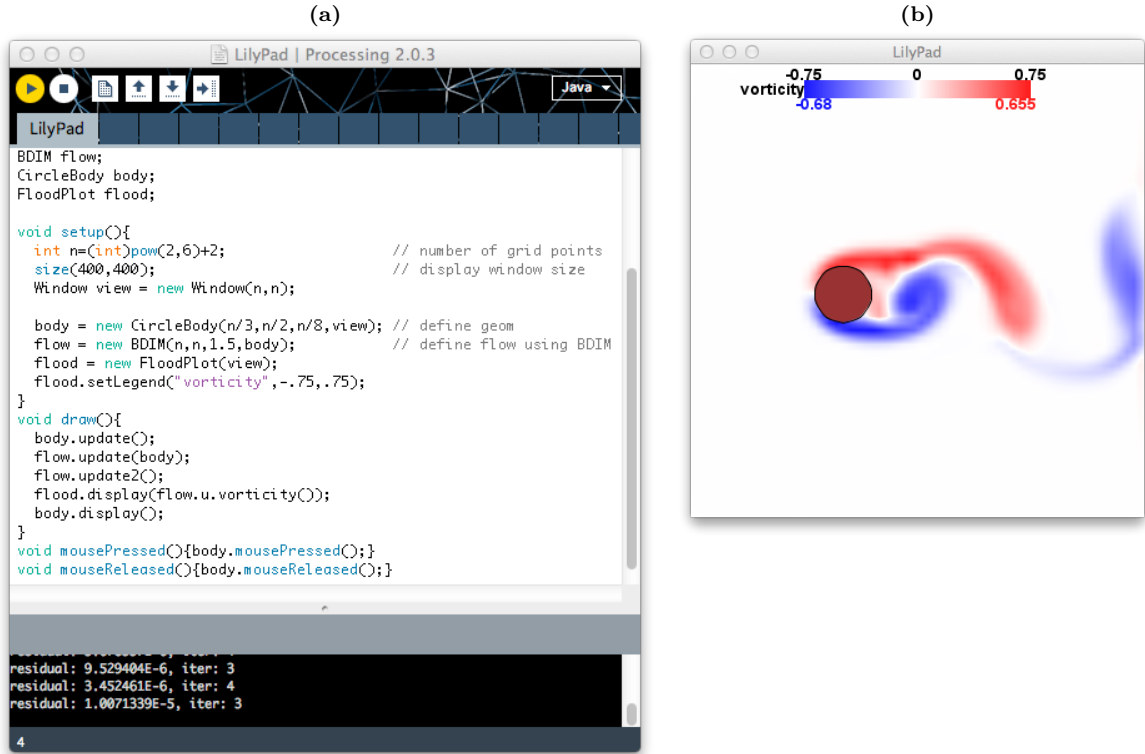 (a)
LilyPad | Processing 2.0.3
Java
LilyPad
BDIM flow;
CircleBody body;
FloodPlot flood;
void setup(){
  int n=(int)pow(2,6)+2; // number of grid points
  size(400,400); // display window size
  Window view = new Window(n,n);
  body = new CircleBody(n/3,n/2,n/8,view); // define geom
  flow = new BDIM(n,n,1.5,body); // define flow using BDIM
  flood = new FloodPlot(view);
  flood.setLegend("vorticity",-.75,.75);
}
void draw(){
  body.update();
  flow.update(body);
  flow.update2();
  flood.display(flow.u.vorticity());
  body.display();
}
void mousePressed(){body.mousePressed();}
void mouseReleased(){body.mouseReleased();}
residual: 9.529404E-6, iter: 3
residual: 3.452461E-6, iter: 4
residual: 1.0071339E-5, iter: 3
4
(b)
LilyPad
-0.75 0 0.75
vorticity
-0.68 0.655